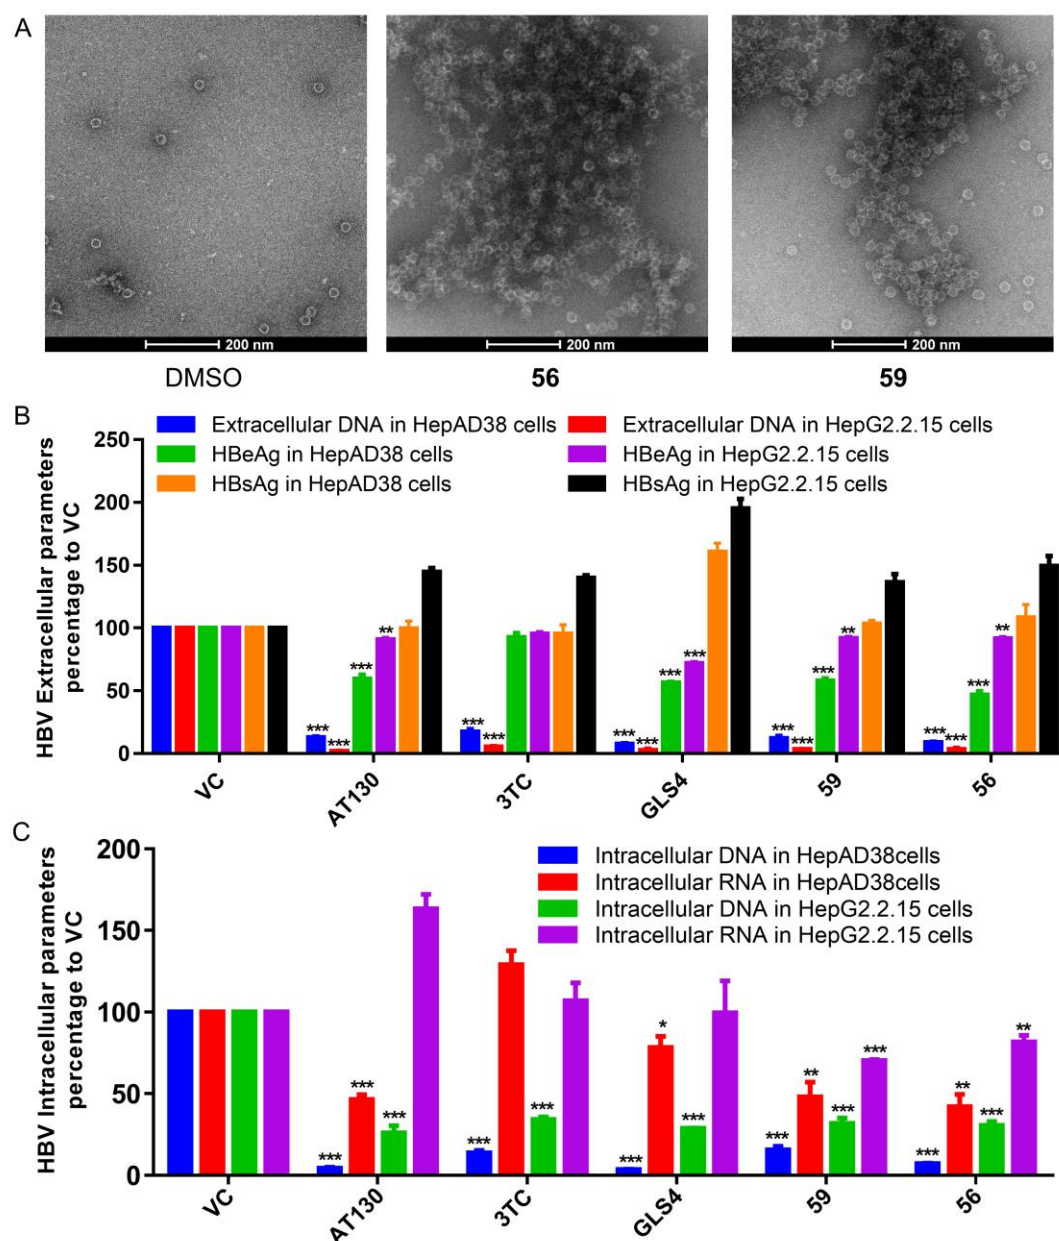 A
200 nm
200 nm
200 nm
DMSO
56
59
B
Extracellular DNA in HepAD38 cells
Extracellular DNA in HepG2.2.15 cells
HBeAg in HepAD38 cells
HBeAg in HepG2.2.15 cells
HBsAg in HepAD38 cells
HBsAg in HepG2.2.15 cells
HBV Extracellular parameters
percentage to VC
250
200
150
100
50
0
***
***
***
**
***
***
***
***
***
***
***
***
***
**
***
***
***
**
VC
AT130
3TC
GLS4
59
56
C
Intracellular DNA in HepAD38cells
Intracellular RNA in HepAD38cells
Intracellular DNA in HepG2.2.15 cells
Intracellular RNA in HepG2.2.15 cells
HBV Intracellular parameters
percentage to VC
200
150
100
50
0
***
***
***
***
***
***
*
***
***
**
***
***
***
**
***
**
VC
AT130
3TC
GLS4
59
56